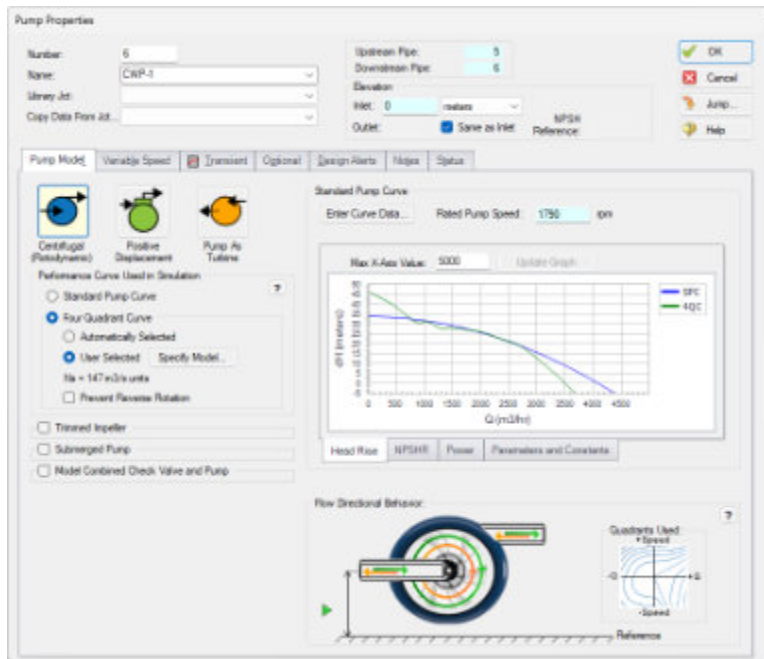 Pump Properties
Number: 6
Name: CWP-1
Library Jct:
Copy Data From Jct...
Upstream Pipe: 5
Downstream Pipe: 6
Elevation
Inlet: 0 meters
Outlet: Same as Inlet
NPSH
Reference:
OK
Cancel
Jump...
Help
Pump Model Variable Speed Transient Optional Design Alerts Notes Status
Centrifugal
(Rotodynamic)
Positive
Displacement
Pump As
Turbine
Performance Curve Used in Simulation
?
Standard Pump Curve
Four Quadrant Curve
Automatically Selected
User Selected Specify Model...
Ns = 147 m3/s units
Prevent Reverse Rotation
Trimmed Impeller
Submerged Pump
Model Combined Check Valve and Pump
Standard Pump Curve
Enter Curve Data... Rated Pump Speed: 1750 rpm
Max X-Axis Value: 5000 Update Graph
dH (meters)
SPC
4QC
0 500 1000 1500 2000 2500 3000 3500 4000 4500
Q (m3/hr)
Head Rise NPSHR Power Parameters and Constants
Flow Directional Behavior:
?
Quadrants Used
+Speed
-Q +Q
-Speed
Reference